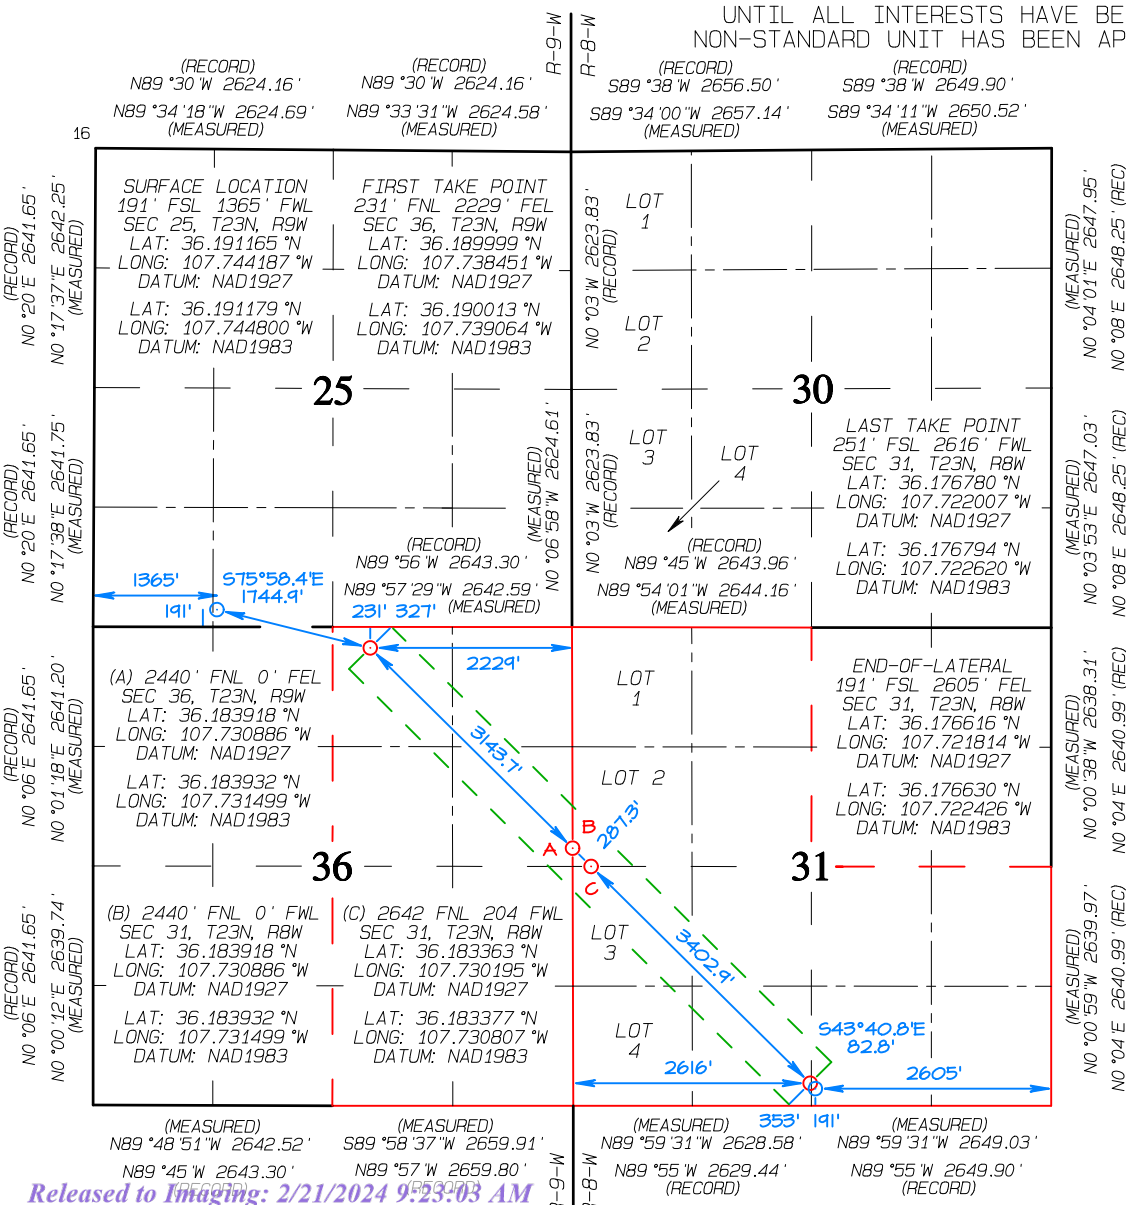 UNTIL ALL INTERESTS HAVE BE
NON-STANDARD UNIT HAS BEEN AP
R-9-W
R-8-W
(RECORD)
N89°30'W 2624.16'
N89°34'18"W 2624.69'
(MEASURED)
(RECORD)
N89°30'W 2624.16'
N89°33'31"W 2624.58'
(MEASURED)
(RECORD)
S89°38'W 2656.50'
S89°34'00"W 2657.14'
(MEASURED)
(RECORD)
S89°38'W 2649.90'
S89°34'11"W 2650.52'
(MEASURED)
16
(RECORD)
N0°20'E 2641.65'
N0°17'37"E 2642.25'
(MEASURED)
SURFACE LOCATION
191' FSL 1365' FWL
SEC 25, T23N, R9W
LAT: 36.191165°N
LONG: 107.744187°W
DATUM: NAD1927
LAT: 36.191179°N
LONG: 107.744800°W
DATUM: NAD1983
FIRST TAKE POINT
231' FNL 2229' FEL
SEC 36, T23N, R9W
LAT: 36.189999°N
LONG: 107.738451°W
DATUM: NAD1927
LAT: 36.190013°N
LONG: 107.739064°W
DATUM: NAD1983
N0°03'W 2623.83'
(RECORD)
LOT
1
LOT
2
(MEASURED)
N0°04'01"E 2647.95'
N0°08'E 2648.25' (REC)
25
30
(RECORD)
N0°20'E 2641.65'
N0°17'38"E 2641.75'
(MEASURED)
(MEASURED)
N0°06'58"W 2624.61'
N0°03'W 2623.83'
(RECORD)
LOT
3
LOT
4
LAST TAKE POINT
251' FSL 2616' FWL
SEC 31, T23N, R8W
LAT: 36.176780°N
LONG: 107.722007°W
DATUM: NAD1927
LAT: 36.176794°N
LONG: 107.722620°W
DATUM: NAD1983
(MEASURED)
N0°03'53"E 2647.03'
N0°08'E 2648.25' (REC)
(RECORD)
N89°56'W 2643.30'
N89°57'29"W 2642.59'
(MEASURED)
(RECORD)
N89°45'W 2643.96'
N89°54'01"W 2644.16'
(MEASURED)
1365'
191'
S75°58.4'E
1744.9'
231' 327'
2229'
(RECORD)
N0°06'E 2641.65'
N0°01'18"E 2641.20'
(MEASURED)
(A) 2440' FNL 0' FEL
SEC 36, T23N, R9W
LAT: 36.183918°N
LONG: 107.730886°W
DATUM: NAD1927
LAT: 36.183932°N
LONG: 107.731499°W
DATUM: NAD1983
3143.7'
LOT
1
LOT 2
END-OF-LATERAL
191' FSL 2605' FEL
SEC 31, T23N, R8W
LAT: 36.176616°N
LONG: 107.721814°W
DATUM: NAD1927
LAT: 36.176630°N
LONG: 107.722426°W
DATUM: NAD1983
(MEASURED)
N0°00'38"W 2638.31'
N0°04'E 2640.99' (REC)
A
B
C
287.3'
36
31
(RECORD)
N0°06'E 2641.65'
N0°00'12"E 2639.74'
(MEASURED)
(B) 2440' FNL 0' FWL
SEC 31, T23N, R8W
LAT: 36.183918°N
LONG: 107.730886°W
DATUM: NAD1927
LAT: 36.183932°N
LONG: 107.731499°W
DATUM: NAD1983
(C) 2642 FNL 204 FWL
SEC 31, T23N, R8W
LAT: 36.183363°N
LONG: 107.730195°W
DATUM: NAD1927
LAT: 36.183377°N
LONG: 107.730807°W
DATUM: NAD1983
LOT
3
LOT
4
3402.9'
S43°40.8'E
82.8'
2616'
2605'
353' 191'
(MEASURED)
N0°00'59"W 2639.97'
N0°04'E 2640.99' (REC)
(MEASURED)
N89°48'51"W 2642.52'
N89°45'W 2643.30'
(RECORD)
(MEASURED)
S89°58'37"W 2659.91'
N89°57'W 2659.80'
(RECORD)
R-9-W
R-8-W
(MEASURED)
N89°59'31"W 2628.58'
N89°55'W 2629.44'
(RECORD)
(MEASURED)
N89°59'31"W 2649.03'
N89°55'W 2649.90'
(RECORD)
Released to Imaging: 2/21/2024 9:23:03 AM